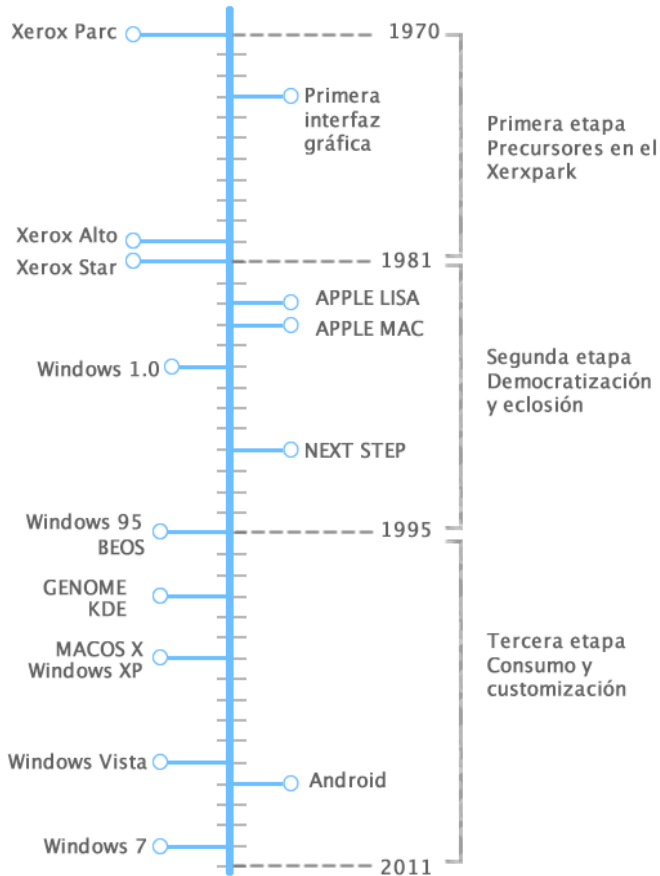 Xerox Parc
1970
Primera
interfaz
gráfica
Primera etapa
Precursores en el
Xerxpark
Xerox Alto
Xerox Star
1981
APPLE LISA
APPLE MAC
Windows 1.0
Segunda etapa
Democratización
y eclosión
NEXT STEP
Windows 95
BEOS
1995
GENOME
KDE
MACOS X
Windows XP
Tercera etapa
Consumo y
customización
Windows Vista
Android
Windows 7
2011